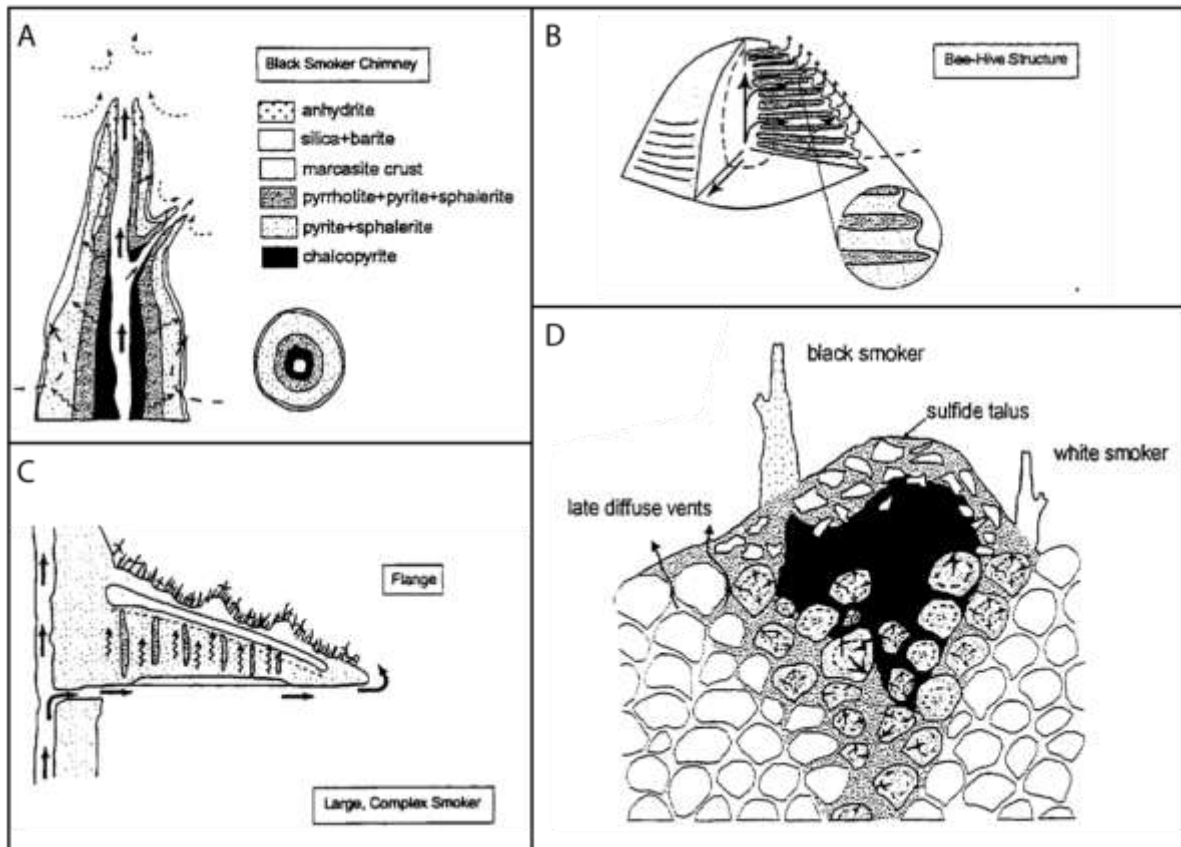 A
Black Smoker Chimney
anhydrite
silica+barite
marcasite crust
pyrrhotite+pyrite+sphalerite
pyrite+sphalerite
chalcopyrite
B
Bee-Hive Structure
C
Flange
Large, Complex Smoker
D
black smoker
sulfide talus
white smoker
late diffuse vents